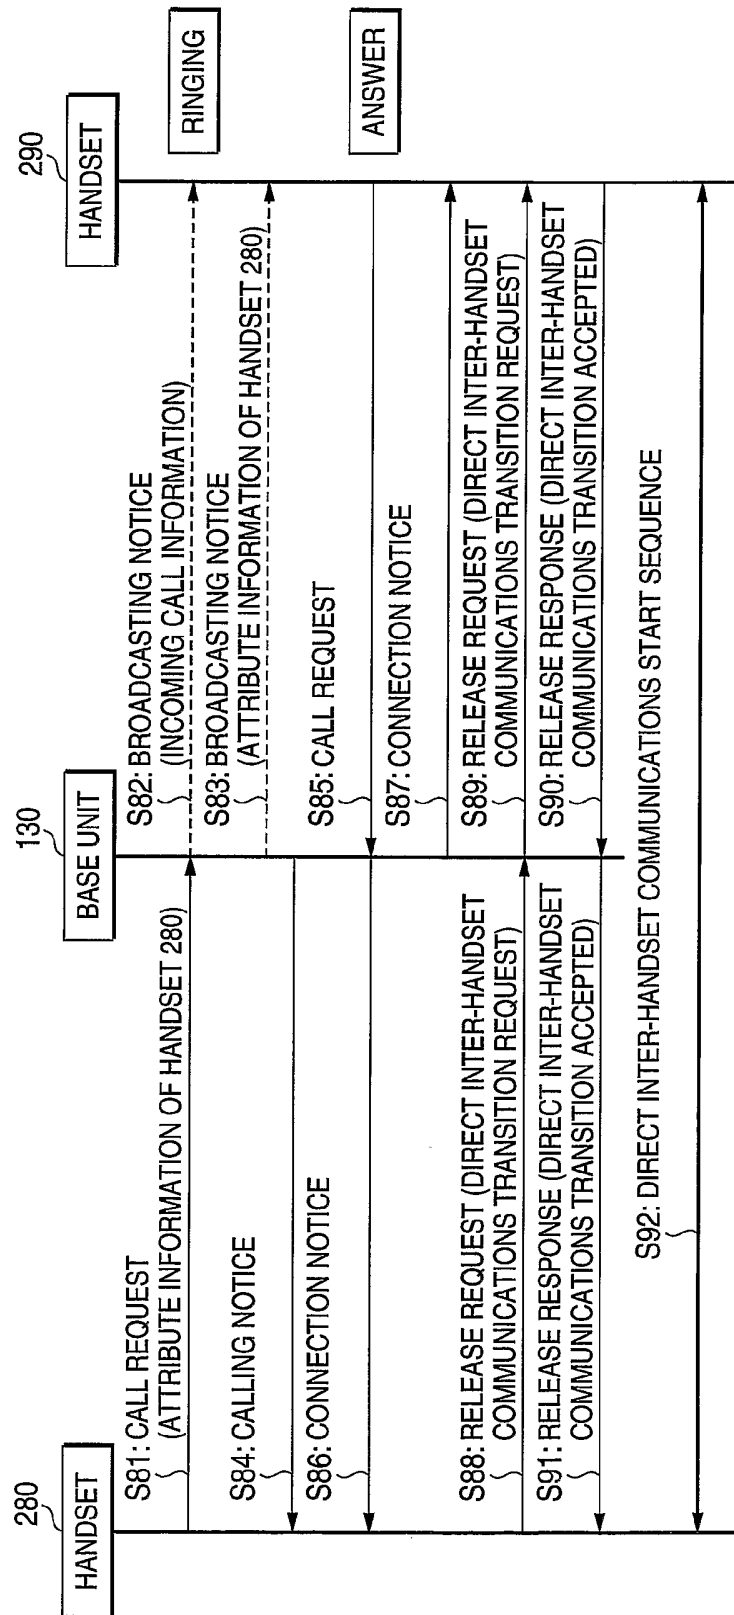 280
HANDSET
130
BASE UNIT
290
HANDSET
S81: CALL REQUEST
(ATTRIBUTE INFORMATION OF HANDSET 280)
S82: BROADCASTING NOTICE
(INCOMING CALL INFORMATION)
RINGING
S83: BROADCASTING NOTICE
(ATTRIBUTE INFORMATION OF HANDSET 280)
S84: CALLING NOTICE
S85: CALL REQUEST
ANSWER
S86: CONNECTION NOTICE
S87: CONNECTION NOTICE
S88: RELEASE REQUEST (DIRECT INTER-HANDSET
COMMUNICATIONS TRANSITION REQUEST)
S89: RELEASE REQUEST (DIRECT INTER-HANDSET
COMMUNICATIONS TRANSITION REQUEST)
S90: RELEASE RESPONSE (DIRECT INTER-HANDSET
COMMUNICATIONS TRANSITION ACCEPTED)
S91: RELEASE RESPONSE (DIRECT INTER-HANDSET
COMMUNICATIONS TRANSITION ACCEPTED)
S92: DIRECT INTER-HANDSET COMMUNICATIONS START SEQUENCE